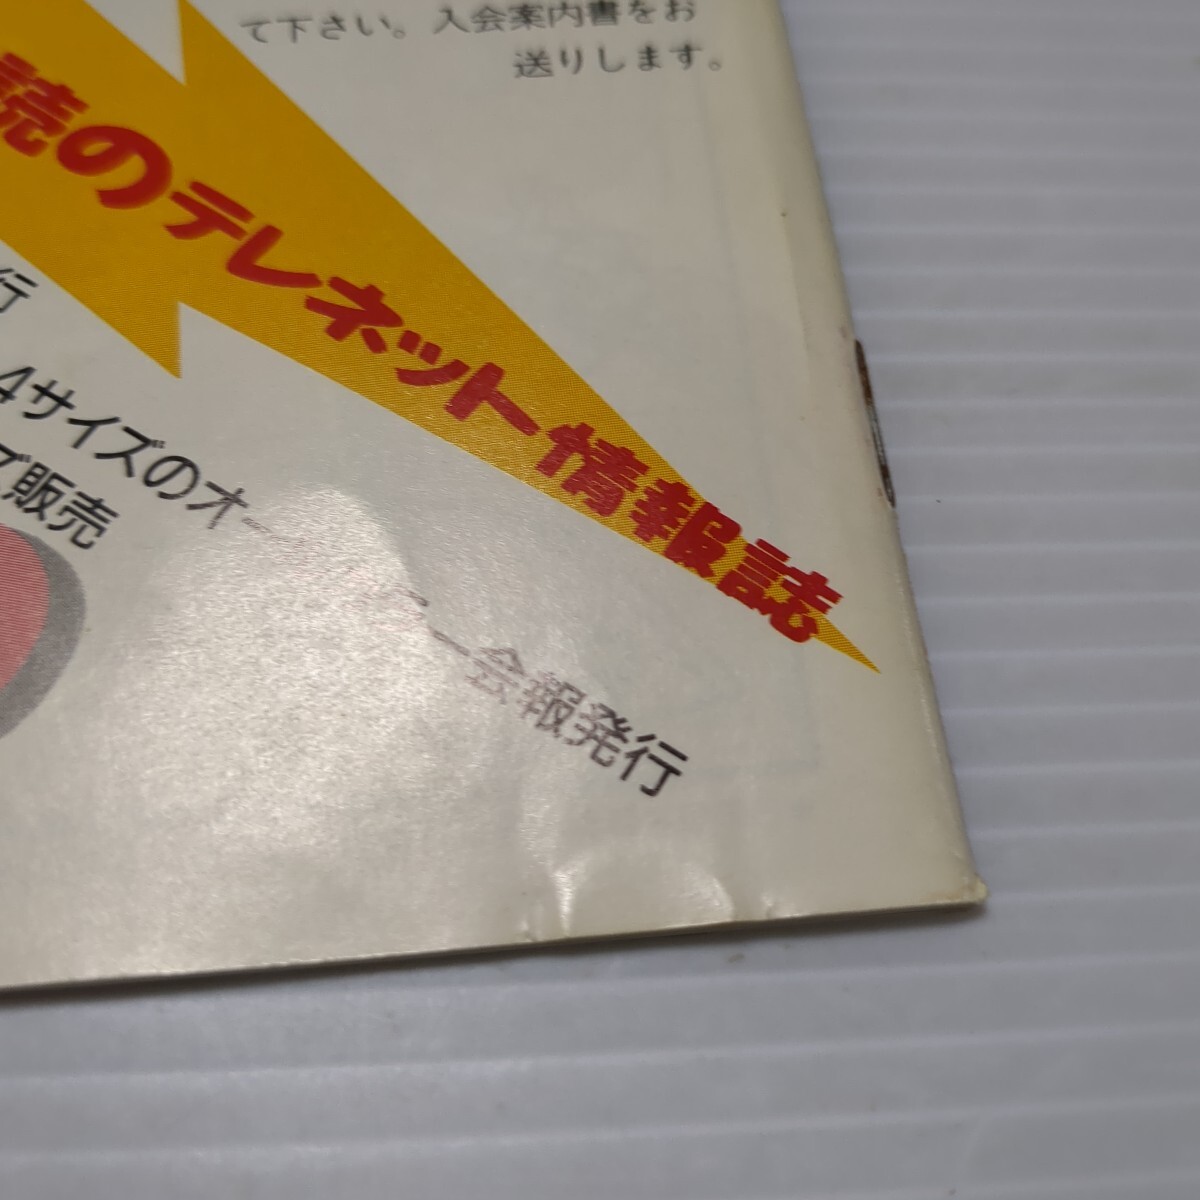 て下さい。入会案内書をお
送りします。
読のテレネット情報誌
行
4サイズのオー
ズ販売
ー会報発行